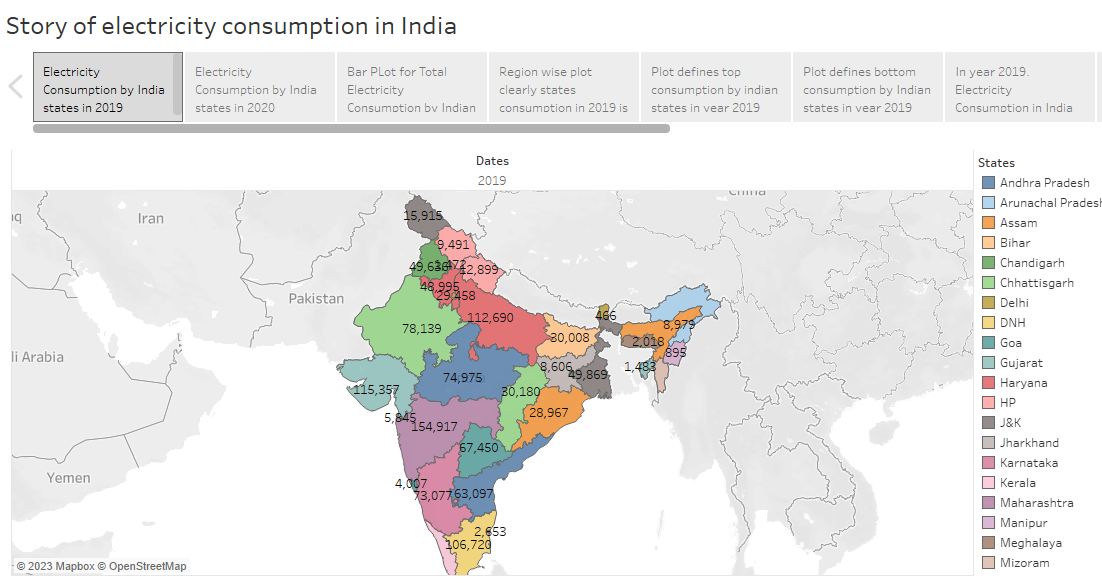 Story of electricity consumption in India
Electricity
Consumption by India
states in 2019
Electricity
Consumption by India
states in 2020
Bar PLot for Total
Electricity
Consumption by Indian
Region wise plot
clearly states
consumption in 2019 is
Plot defines top
consumption by indian
states in year 2019
Plot defines bottom
consumption by Indian
states in year 2019
In year 2019.
Electricity
Consumption in India
Dates
2019
States
Andhra Pradesh
Arunachal Pradesh
Assam
Bihar
Chandigarh
Chhattisgarh
Delhi
DNH
Goa
Gujarat
Haryana
HP
J&K
Jharkhand
Karnataka
Kerala
Maharashtra
Manipur
Meghalaya
Mizoram
China
Iran
Pakistan
li Arabia
Yemen
15,915
9,491
12,899
48,995
29,458
112,690
466
78,139
30,008
8,979
2,018
895
8,606
1,483
49,869
74,975
115,357
30,180
28,967
5,845
154,917
67,450
4,007
73,077
63,097
2,653
106,720
© 2023 Mapbox © OpenStreetMap